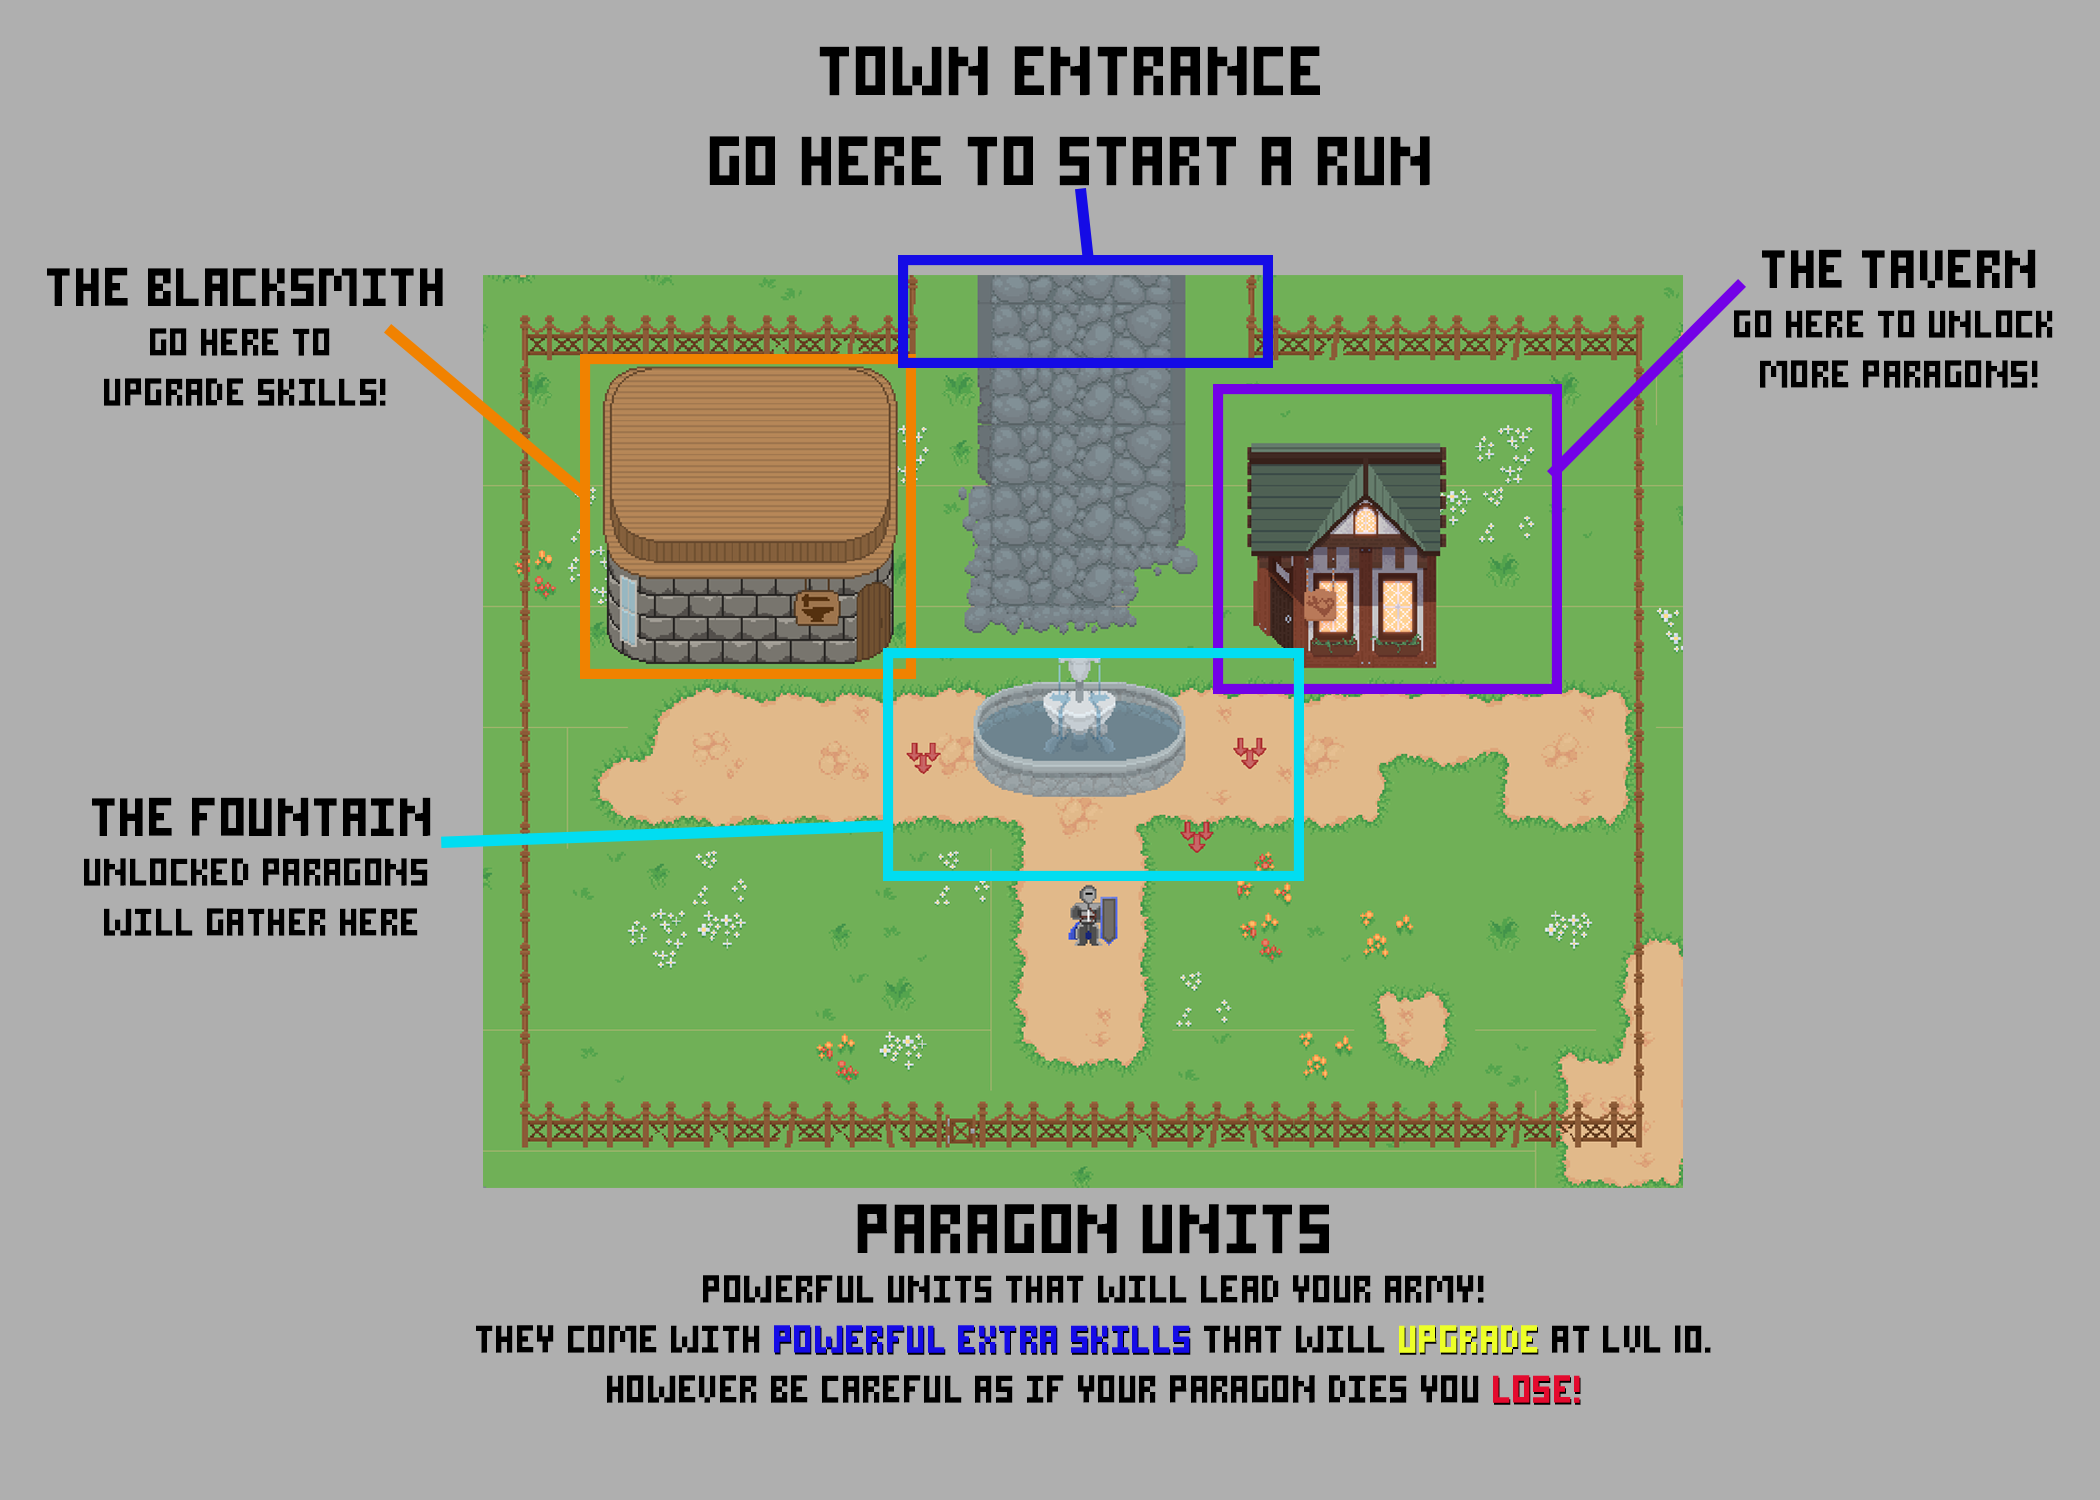 TOWN ENTRANCE
GO HERE TO START A RUN
THE BLACKSMITH
GO HERE TO
UPGRADE SKILLS!
THE TAVERN
GO HERE TO UNLOCK
MORE PARAGONS!
THE FOUNTAIN
UNLOCKED PARAGONS
WILL GATHER HERE
PARAGON UNITS
POWERFUL UNITS THAT WILL LEAD YOUR ARMY!
THEY COME WITH POWERFUL EXTRA SKILLS THAT WILL UPGRADE AT LVL 10.
HOWEVER BE CAREFUL AS IF YOUR PARAGON DIES YOU LOSE!